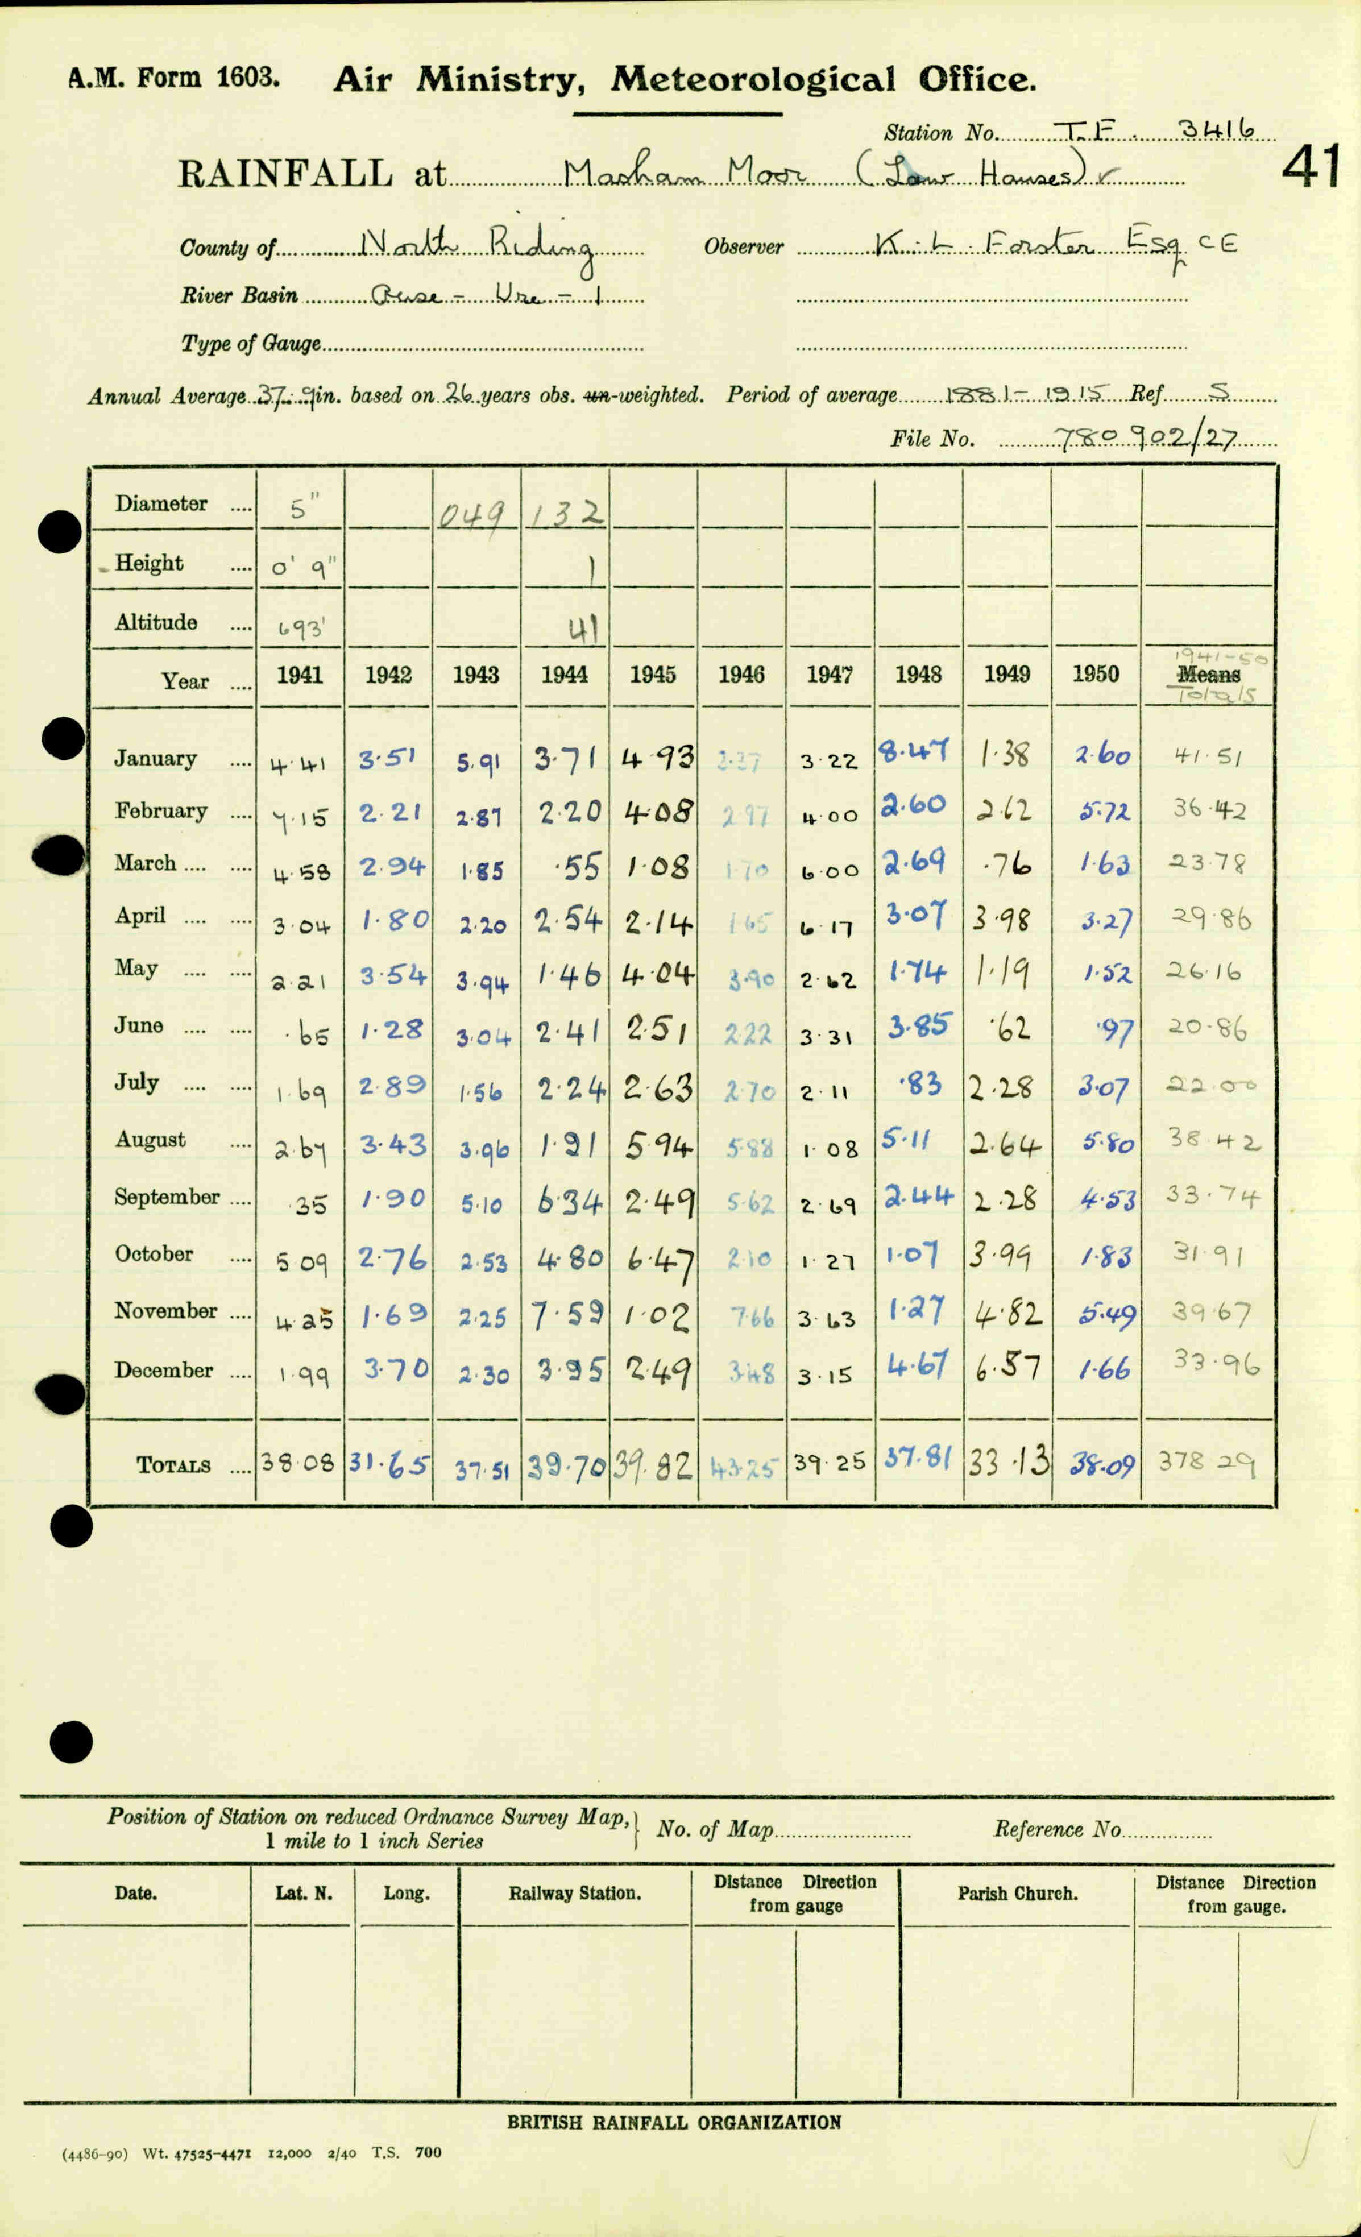 A.M. Form 1603. Air Ministry, Meteorological Office.
Station No. T.F. 3416
41
RAINFALL at Masham Moor (Low Houses) ✓
County of North Riding Observer K. L. Forster Esq CE
River Basin Ouse - Ure - 1
Type of Gauge
Annual Average 37.9 in. based on 26 years obs. un-weighted. Period of average 1881-1915 Ref. S
File No. 780902/27
Diameter .... 5" 049 132
Height .... 0' 9" 1
Altitude .... 693' 41
1941-50
Year .... 1941 1942 1943 1944 1945 1946 1947 1948 1949 1950 Means
Totals
January .... 4.41 3.51 5.91 3.71 4.93 3.37 3.22 8.47 1.38 2.60 41.51
February .... 7.15 2.21 2.87 2.20 4.08 2.97 4.00 2.60 2.62 5.72 36.42
March .... .... 4.58 2.94 1.85 .55 1.08 1.70 6.00 2.69 .76 1.63 23.78
April .... .... 3.04 1.80 2.20 2.54 2.14 1.65 6.17 3.07 3.98 3.27 29.86
May .... .... 2.21 3.54 3.94 1.46 4.04 3.90 2.62 1.74 1.19 1.52 26.16
June .... .... .65 1.28 3.04 2.41 2.51 2.22 3.31 3.85 .62 .97 20.86
July .... .... 1.69 2.89 1.56 2.24 2.63 2.70 2.11 .83 2.28 3.07 22.00
August .... 2.67 3.43 3.96 1.91 5.94 5.88 1.08 5.11 2.64 5.80 38.42
September .... .35 1.90 5.10 6.34 2.49 5.62 2.69 2.44 2.28 4.53 33.74
October .... 5.09 2.76 2.53 4.80 6.47 2.10 1.27 1.07 3.99 1.83 31.91
November .... 4.25 1.69 2.25 7.59 1.02 7.66 3.63 1.27 4.82 5.49 39.67
December .... 1.99 3.70 2.30 3.95 2.49 3.48 3.15 4.67 6.57 1.66 33.96
TOTALS .... 38.08 31.65 37.51 39.70 39.82 43.25 39.25 37.81 33.13 38.09 378.29
Position of Station on reduced Ordnance Survey Map, 1 mile to 1 inch Series No. of Map Reference No.
Date. Lat. N. Long. Railway Station. Distance Direction from gauge Parish Church. Distance Direction from gauge.
BRITISH RAINFALL ORGANIZATION
(4486-90) Wt. 47525-4471 12,000 2/40 T.S. 700